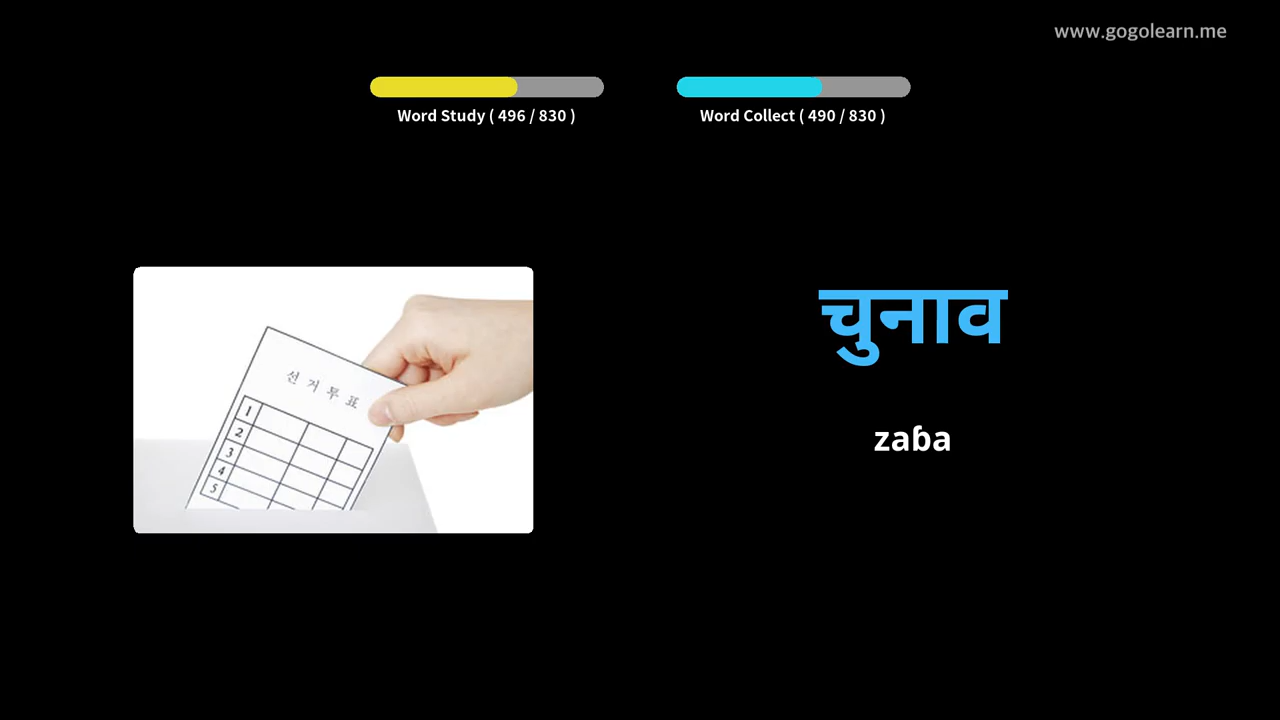 www.gogolearn.me
Word Study ( 496 / 830 )
Word Collect ( 490 / 830 )
선거투표
1
2
3
4
5
चुनाव
zaɓa